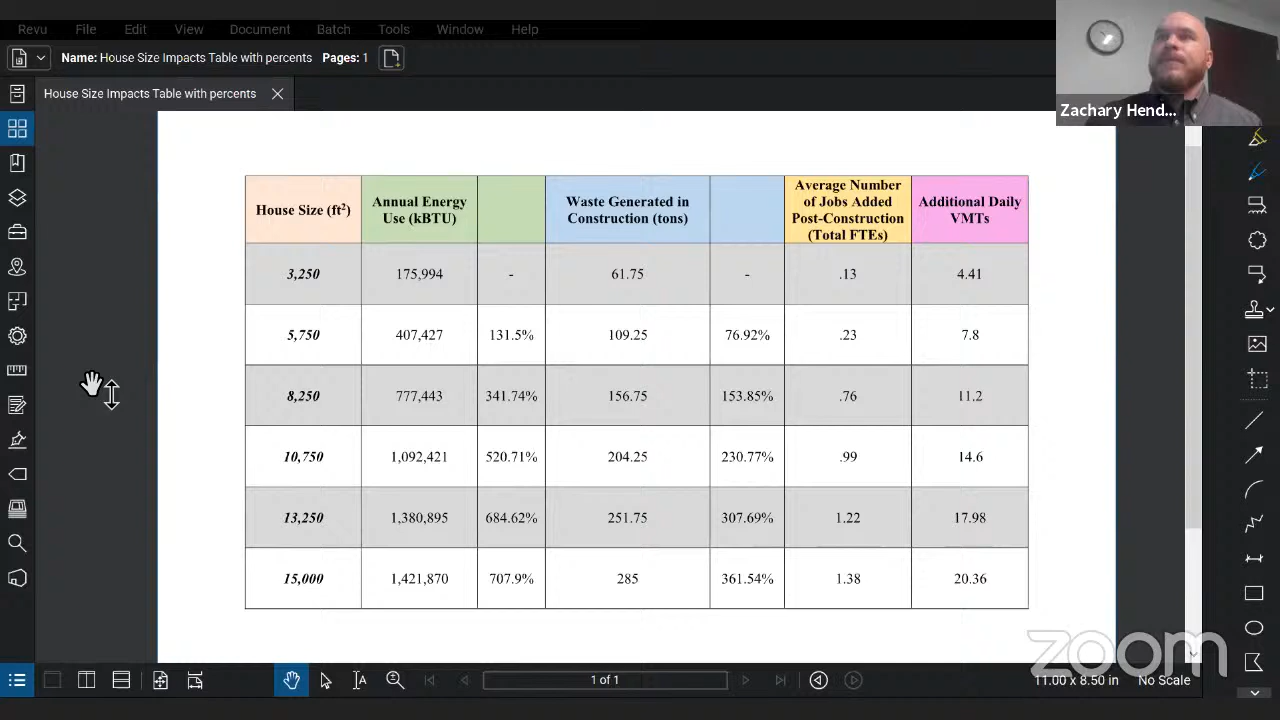 Revu File Edit View Document Batch Tools Window Help
Name: House Size Impacts Table with percents Pages: 1
House Size Impacts Table with percents
Zachary Hend...
House Size (ft²)
Annual Energy
Use (kBTU)
Waste Generated in
Construction (tons)
Average Number
of Jobs Added
Post-Construction
(Total FTEs)
Additional Daily
VMTs
3,250 175,994 - 61.75 - .13 4.41
5,750 407,427 131.5% 109.25 76.92% .23 7.8
8,250 777,443 341.74% 156.75 153.85% .76 11.2
10,750 1,092,421 520.71% 204.25 230.77% .99 14.6
13,250 1,380,895 684.62% 251.75 307.69% 1.22 17.98
15,000 1,421,870 707.9% 285 361.54% 1.38 20.36
zoom
1 of 1
11.00 x 8.50 in No Scale